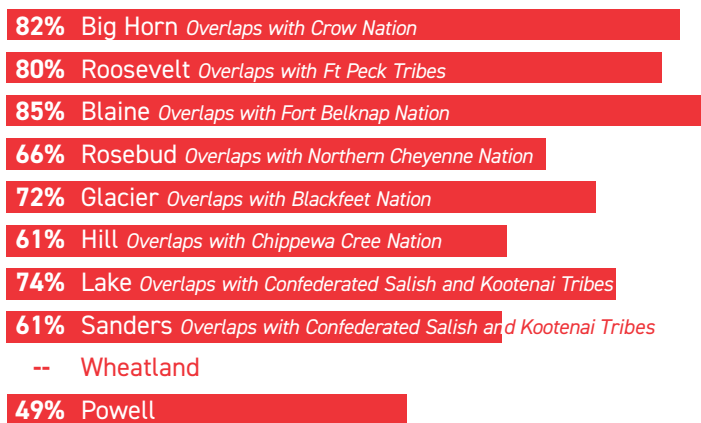 82% Big Horn Overlaps with Crow Nation
80% Roosevelt Overlaps with Ft Peck Tribes
85% Blaine Overlaps with Fort Belknap Nation
66% Rosebud Overlaps with Northern Cheyenne Nation
72% Glacier Overlaps with Blackfeet Nation
61% Hill Overlaps with Chippewa Cree Nation
74% Lake Overlaps with Confederated Salish and Kootenai Tribes
61% Sanders Overlaps with Confederated Salish and Kootenai Tribes
-- Wheatland
49% Powell